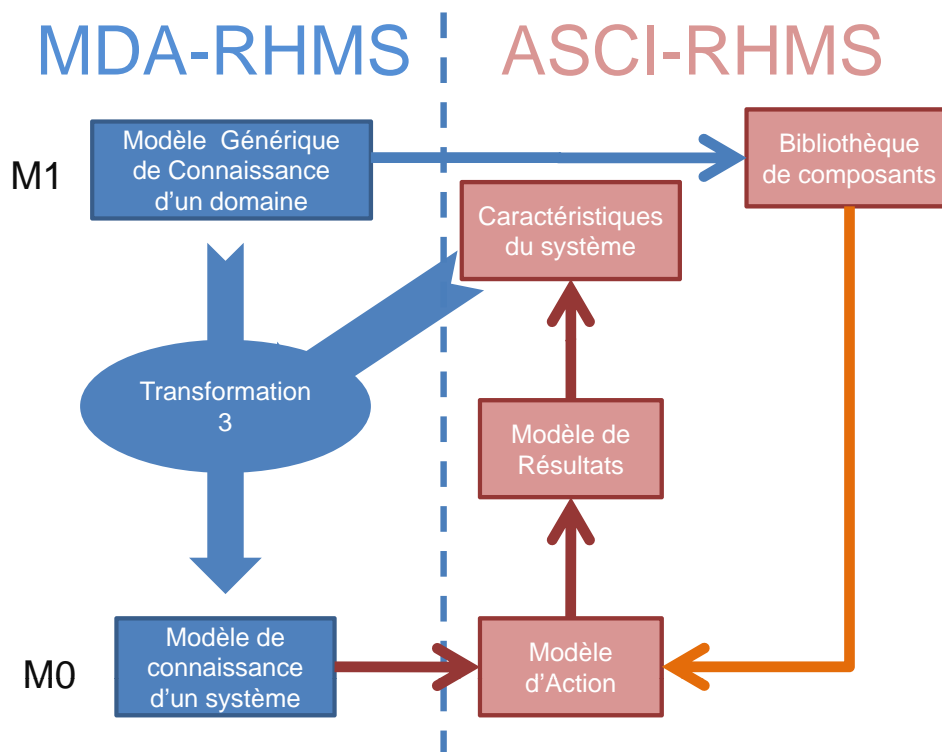 MDA-RHMS
ASCI-RHMS
M1
Modèle Générique
de Connaissance
d'un domaine
Bibliothèque
de composants
Caractéristiques
du système
Transformation
3
Modèle de
Résultats
M0
Modèle de
connaissance
d'un système
Modèle
d'Action